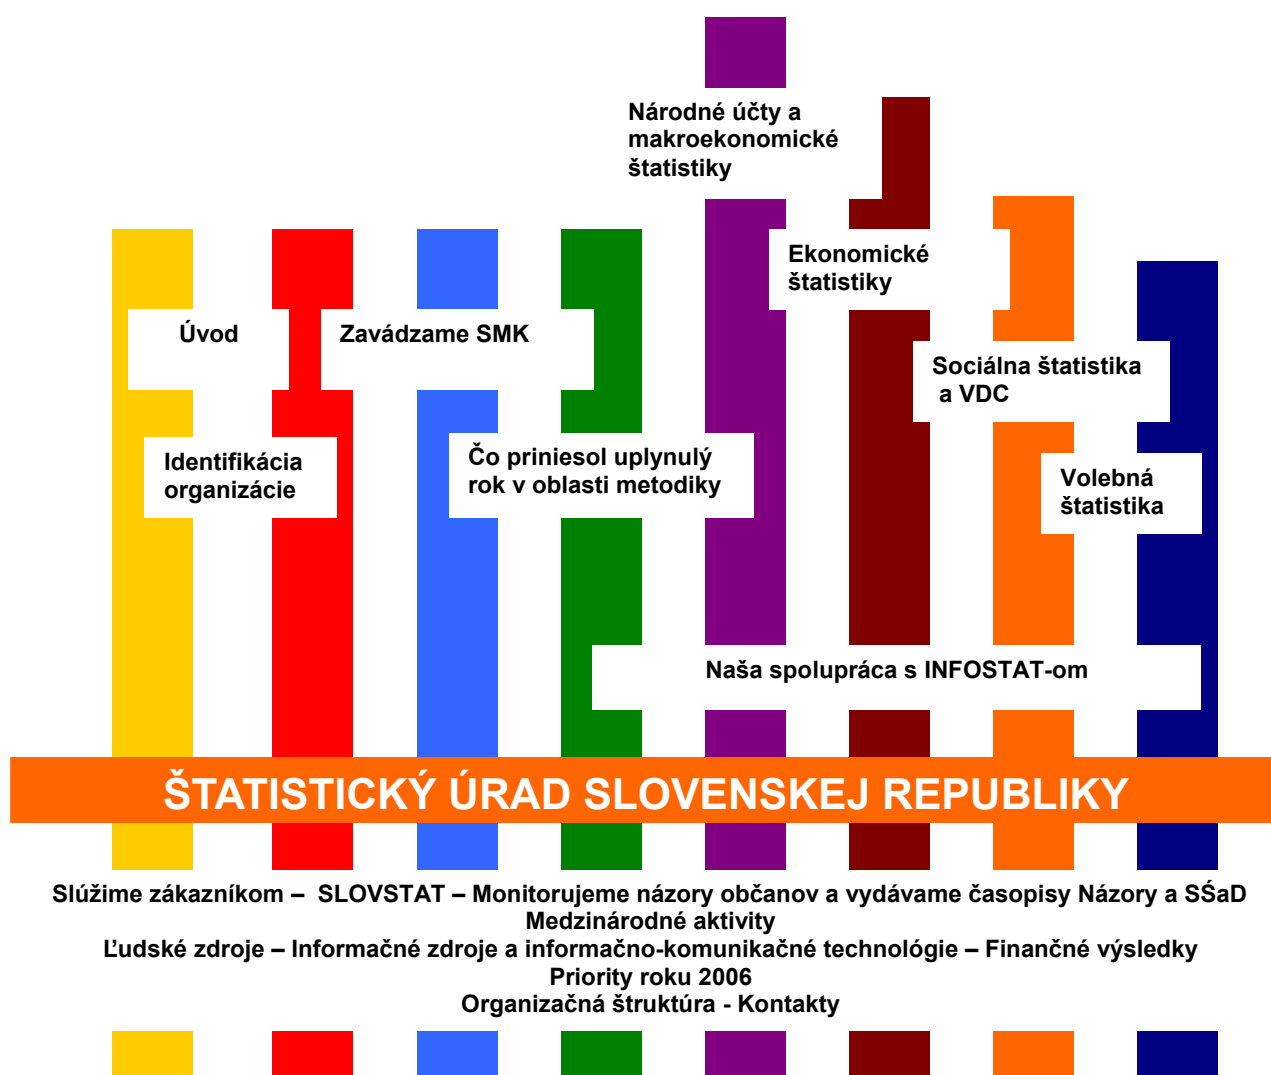 Národné účty a
makroekonomické
štatistiky
Ekonomické
štatistiky
Úvod
Zavádzame SMK
Sociálna štatistika
a VDC
Identifikácia
organizácie
Čo priniesol uplynulý
rok v oblasti metodiky
Volebná
štatistika
Naša spolupráca s INFOSTAT-om
ŠTATISTICKÝ ÚRAD SLOVENSKEJ REPUBLIKY
Slúžime zákazníkom – SLOVSTAT – Monitorujeme názory občanov a vydávame časopisy Názory a SŚaD
Medzinárodné aktivity
Ľudské zdroje – Informačné zdroje a informačno-komunikačné technológie – Finančné výsledky
Priority roku 2006
Organizačná štruktúra - Kontakty